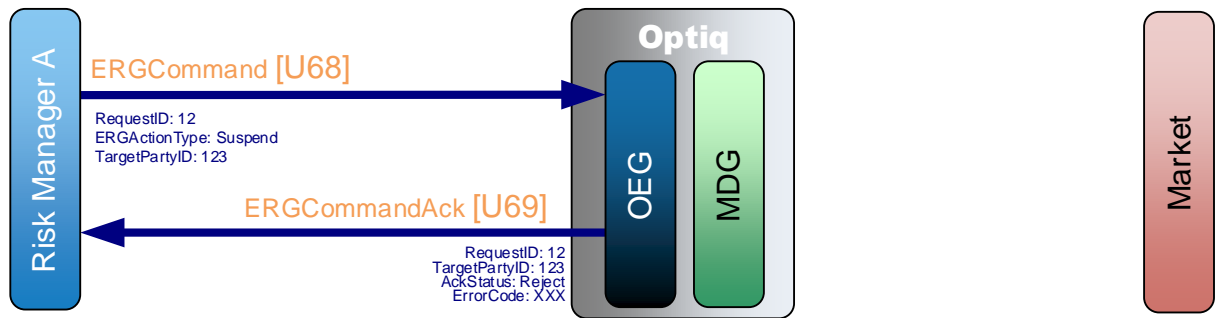 Risk Manager A
ERGCommand [U68]
RequestID: 12
ERGActionType: Suspend
TargetPartyID: 123
ERGCommandAck [U69]
RequestID: 12
TargetPartyID: 123
AckStatus: Reject
ErrorCode: XXX
Optiq
OEG
MDG
Market